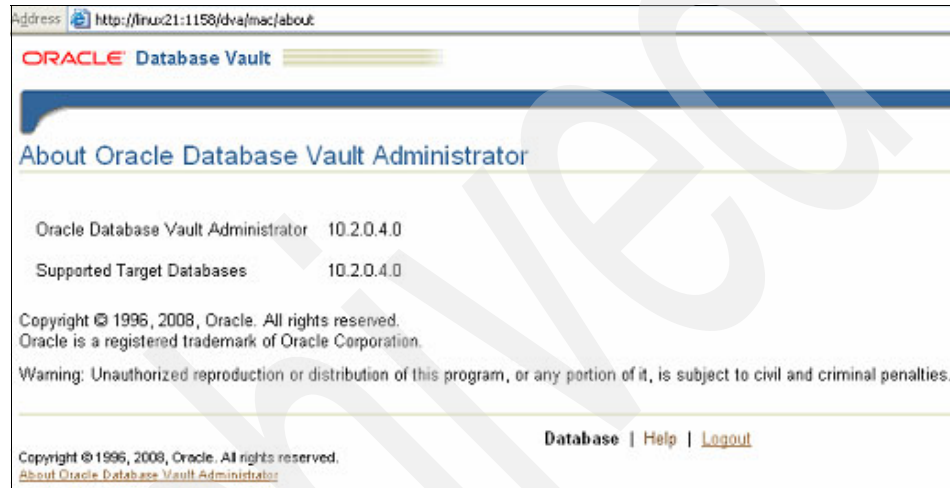 Address http://linux21:1158/dva/mac/about
ORACLE Database Vault
About Oracle Database Vault Administrator
Oracle Database Vault Administrator 10.2.0.4.0
Supported Target Databases 10.2.0.4.0
Copyright © 1996, 2008, Oracle. All rights reserved.
Oracle is a registered trademark of Oracle Corporation.
Warning: Unauthorized reproduction or distribution of this program, or any portion of it, is subject to civil and criminal penalties.
Database | Help | Logout
Copyright © 1996, 2008, Oracle. All rights reserved.
About Oracle Database Vault Administrator